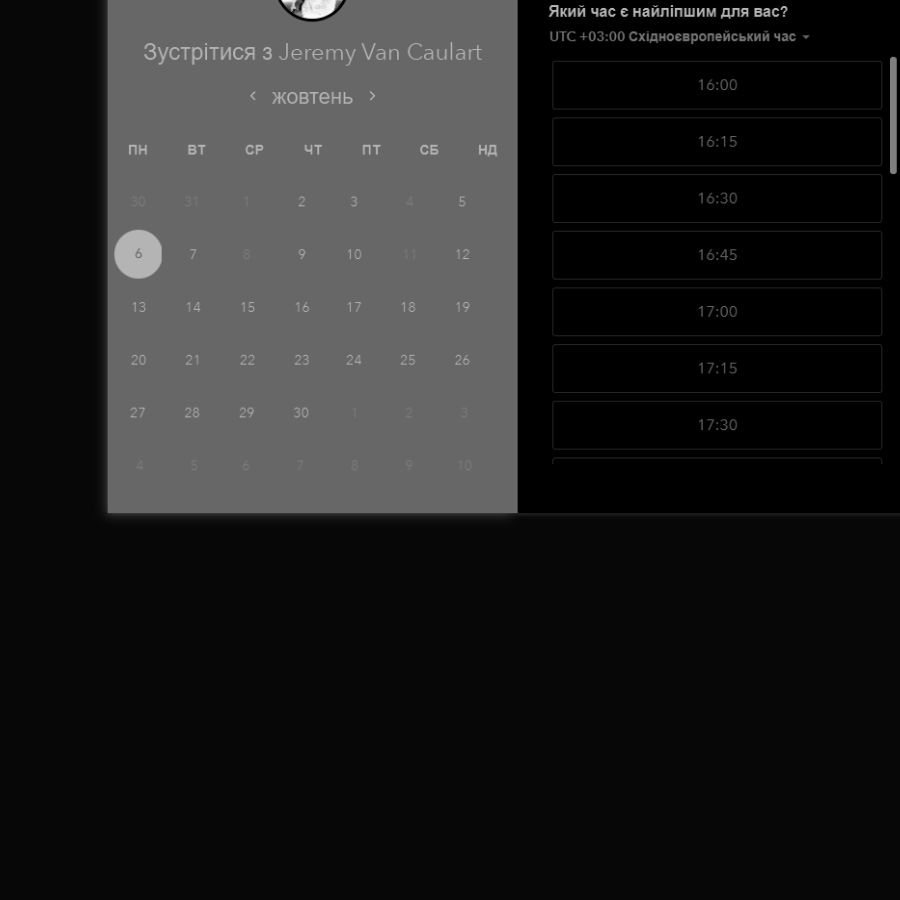 Зустрітися з Jeremy Van Caulart
жовтень
ПН ВТ СР ЧТ ПТ СБ НД
30 31 1 2 3 4 5
6 7 8 9 10 11 12
13 14 15 16 17 18 19
20 21 22 23 24 25 26
27 28 29 30 1 2 3
4 5 6 7 8 9 10
Який час є найліпшим для вас?
UTC +03:00 Східноєвропейський час
16:00
16:15
16:30
16:45
17:00
17:15
17:30